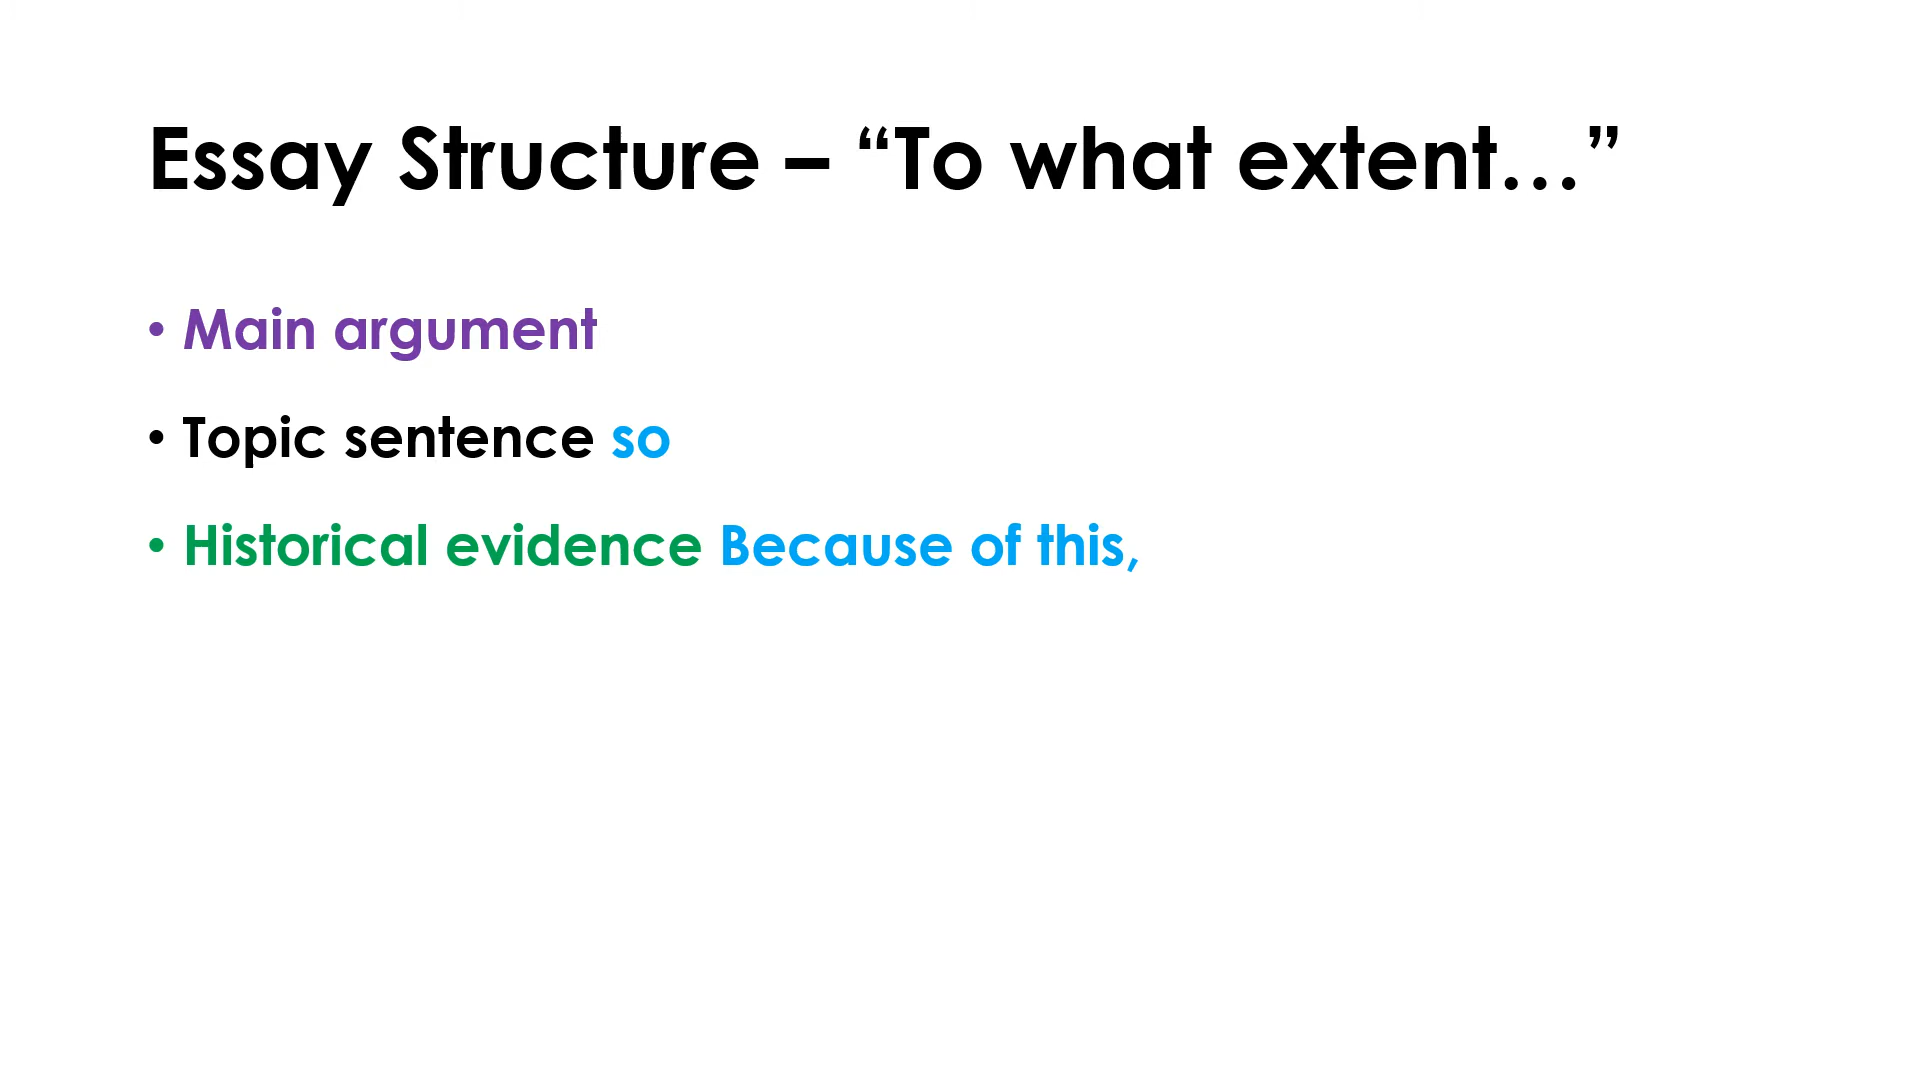 Essay Structure – “To what extent…”
• Main argument
• Topic sentence so
• Historical evidence Because of this,